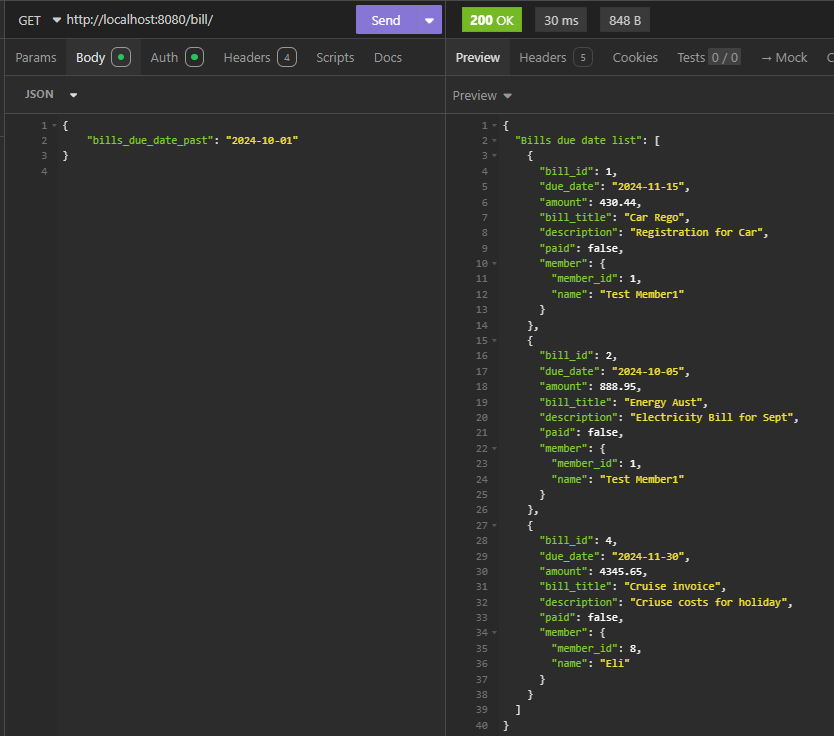 GET http://localhost:8080/bill/ Send 200 OK 30 ms 848 B
Params Body Auth Headers 4 Scripts Docs Preview Headers 5 Cookies Tests 0 / 0 → Mock C
JSON Preview
1 {
2 "bills_due_date_past": "2024-10-01"
3 }
4
1 {
2 "Bills due date list": [
3 {
4 "bill_id": 1,
5 "due_date": "2024-11-15",
6 "amount": 430.44,
7 "bill_title": "Car Rego",
8 "description": "Registration for Car",
9 "paid": false,
10 "member": {
11 "member_id": 1,
12 "name": "Test Member1"
13 }
14 },
15 {
16 "bill_id": 2,
17 "due_date": "2024-10-05",
18 "amount": 888.95,
19 "bill_title": "Energy Aust",
20 "description": "Electricity Bill for Sept",
21 "paid": false,
22 "member": {
23 "member_id": 1,
24 "name": "Test Member1"
25 }
26 },
27 {
28 "bill_id": 4,
29 "due_date": "2024-11-30",
30 "amount": 4345.65,
31 "bill_title": "Cruise invoice",
32 "description": "Criuse costs for holiday",
33 "paid": false,
34 "member": {
35 "member_id": 8,
36 "name": "Eli"
37 }
38 }
39 ]
40 }